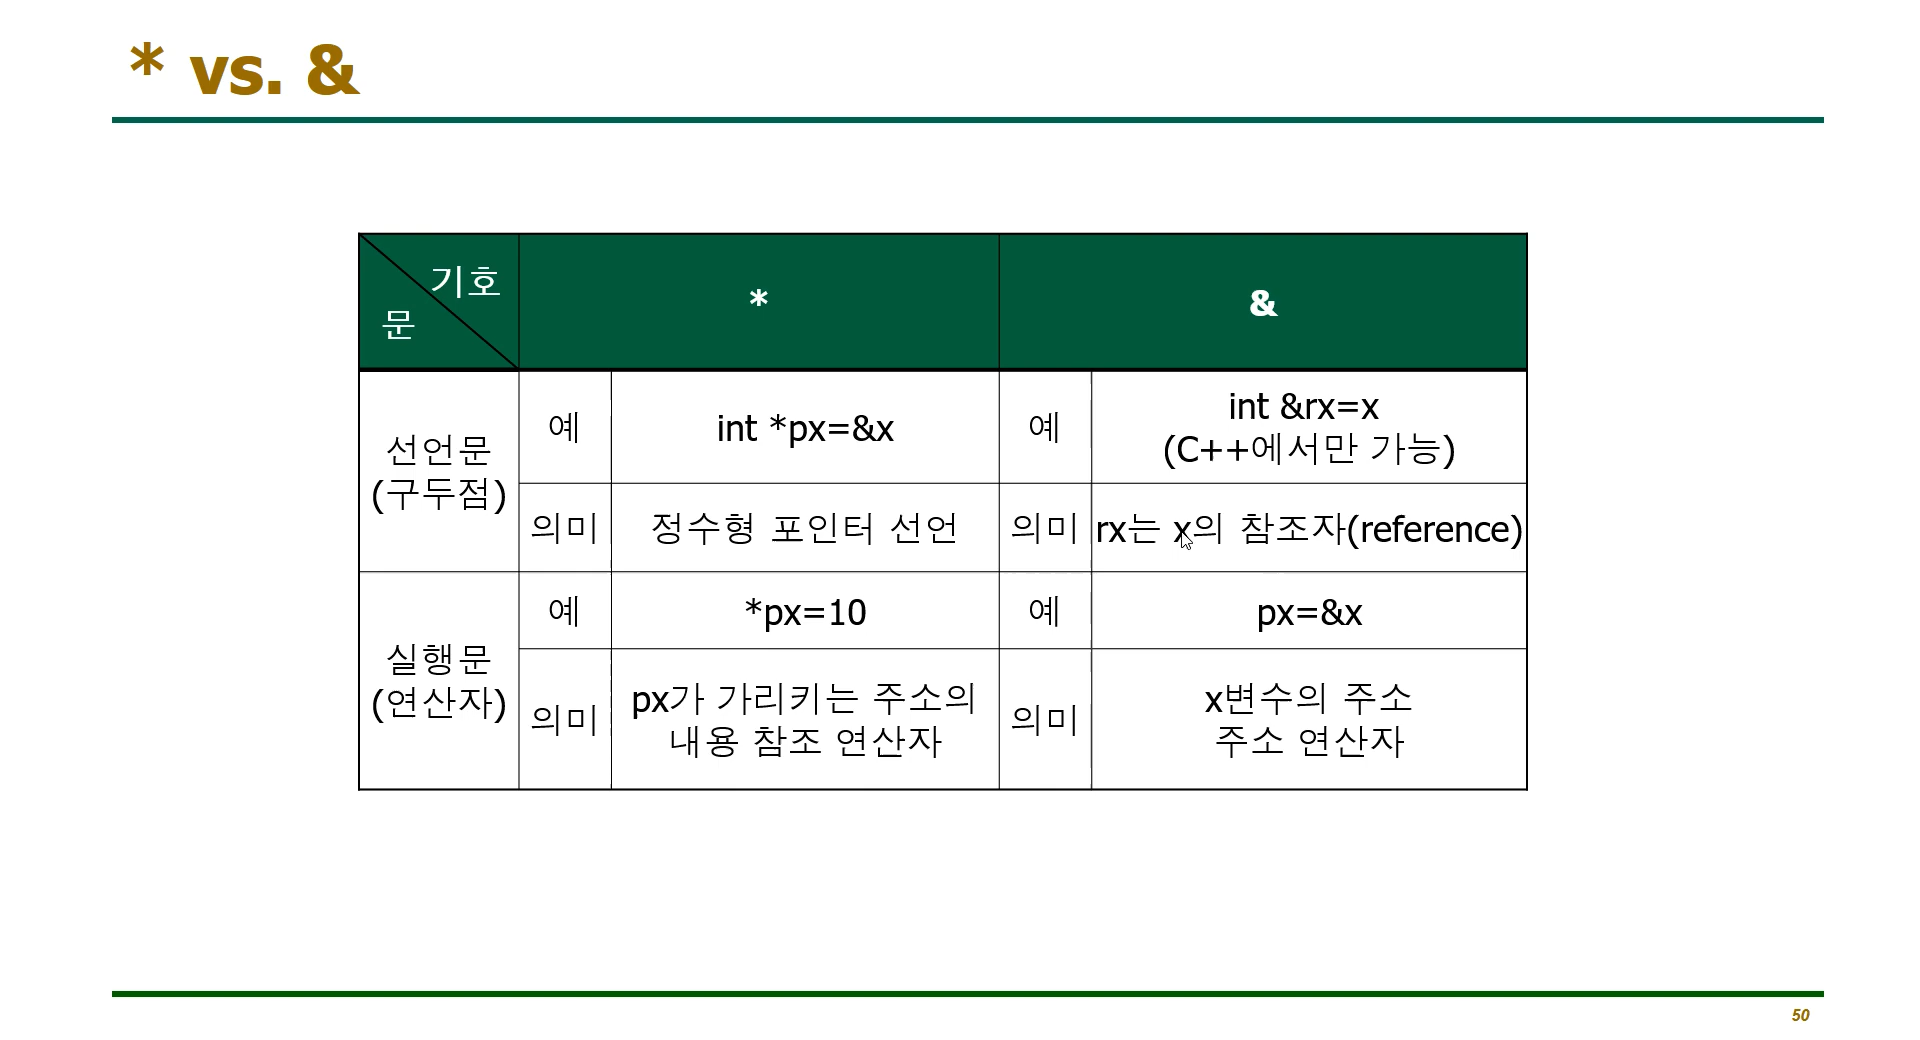 * vs. &
기호
문
*
&
선언문
(구두점)
예
int *px=&x
예
int &rx=x
(C++에서만 가능)
의미
정수형 포인터 선언
의미
rx는 x의 참조자(reference)
실행문
(연산자)
예
*px=10
예
px=&x
의미
px가 가리키는 주소의
내용 참조 연산자
의미
x변수의 주소
주소 연산자
50